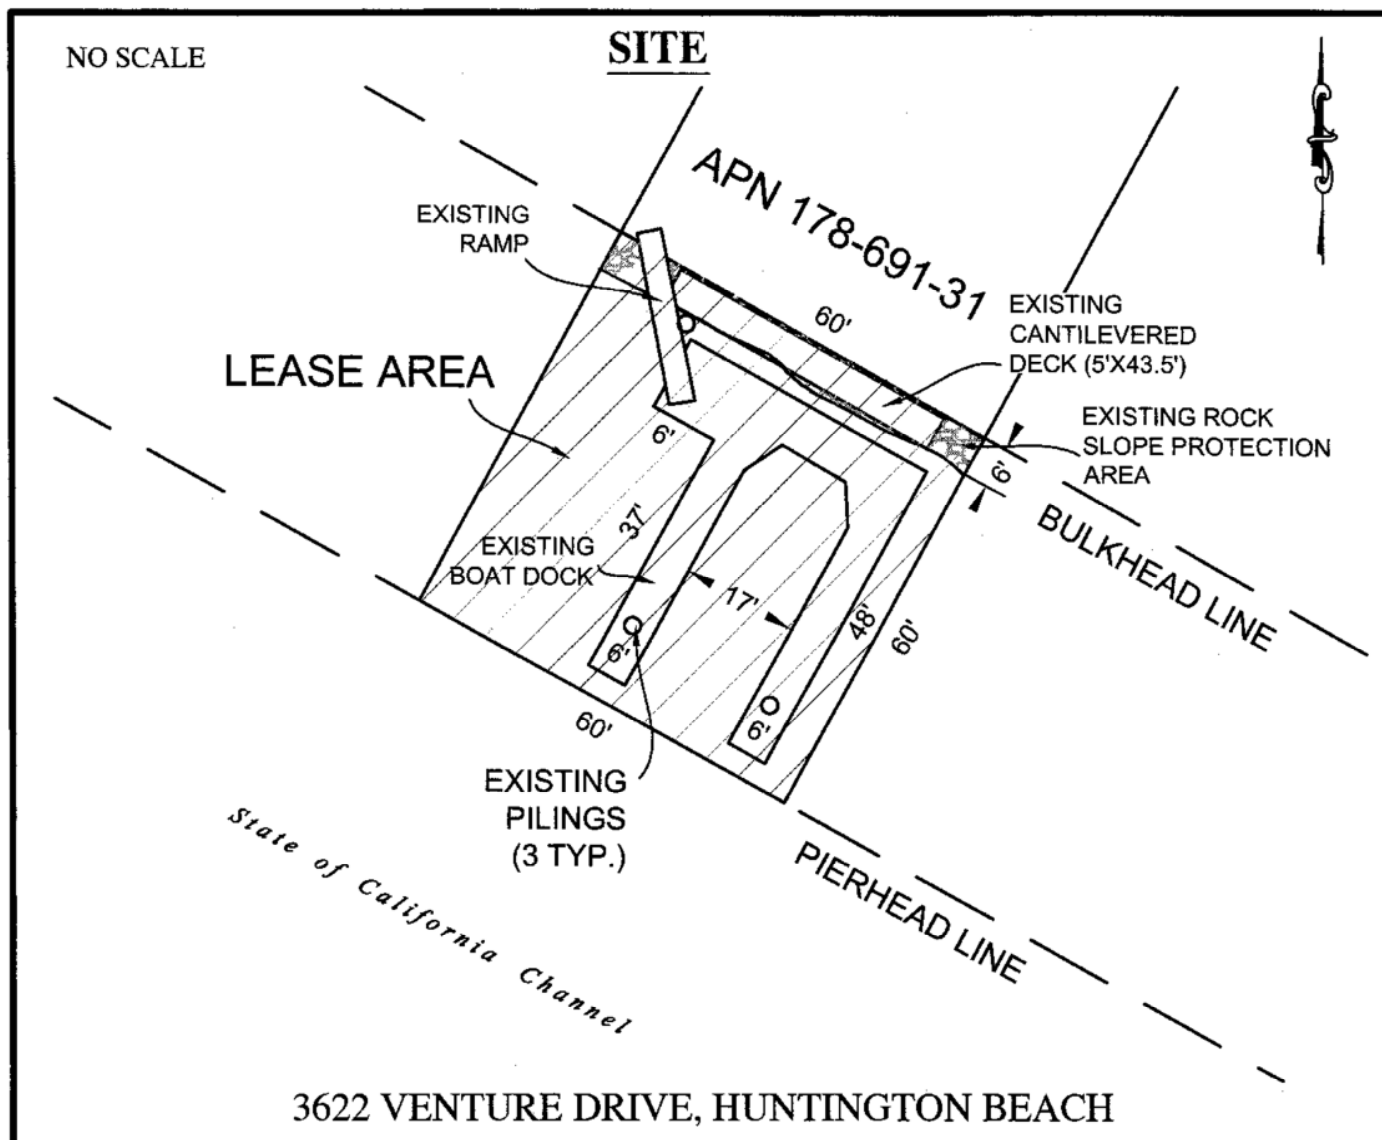 NO SCALE
SITE
APN 178-691-31
EXISTING
RAMP
60'
EXISTING
CANTILEVERED
DECK (5'X43.5')
LEASE AREA
EXISTING ROCK
SLOPE PROTECTION
AREA
6'
6'
BULKHEAD LINE
37'
EXISTING
BOAT DOCK
17'
48'
60'
6'
6'
60'
EXISTING
PILINGS
(3 TYP.)
PIERHEAD LINE
State of California Channel
3622 VENTURE DRIVE, HUNTINGTON BEACH